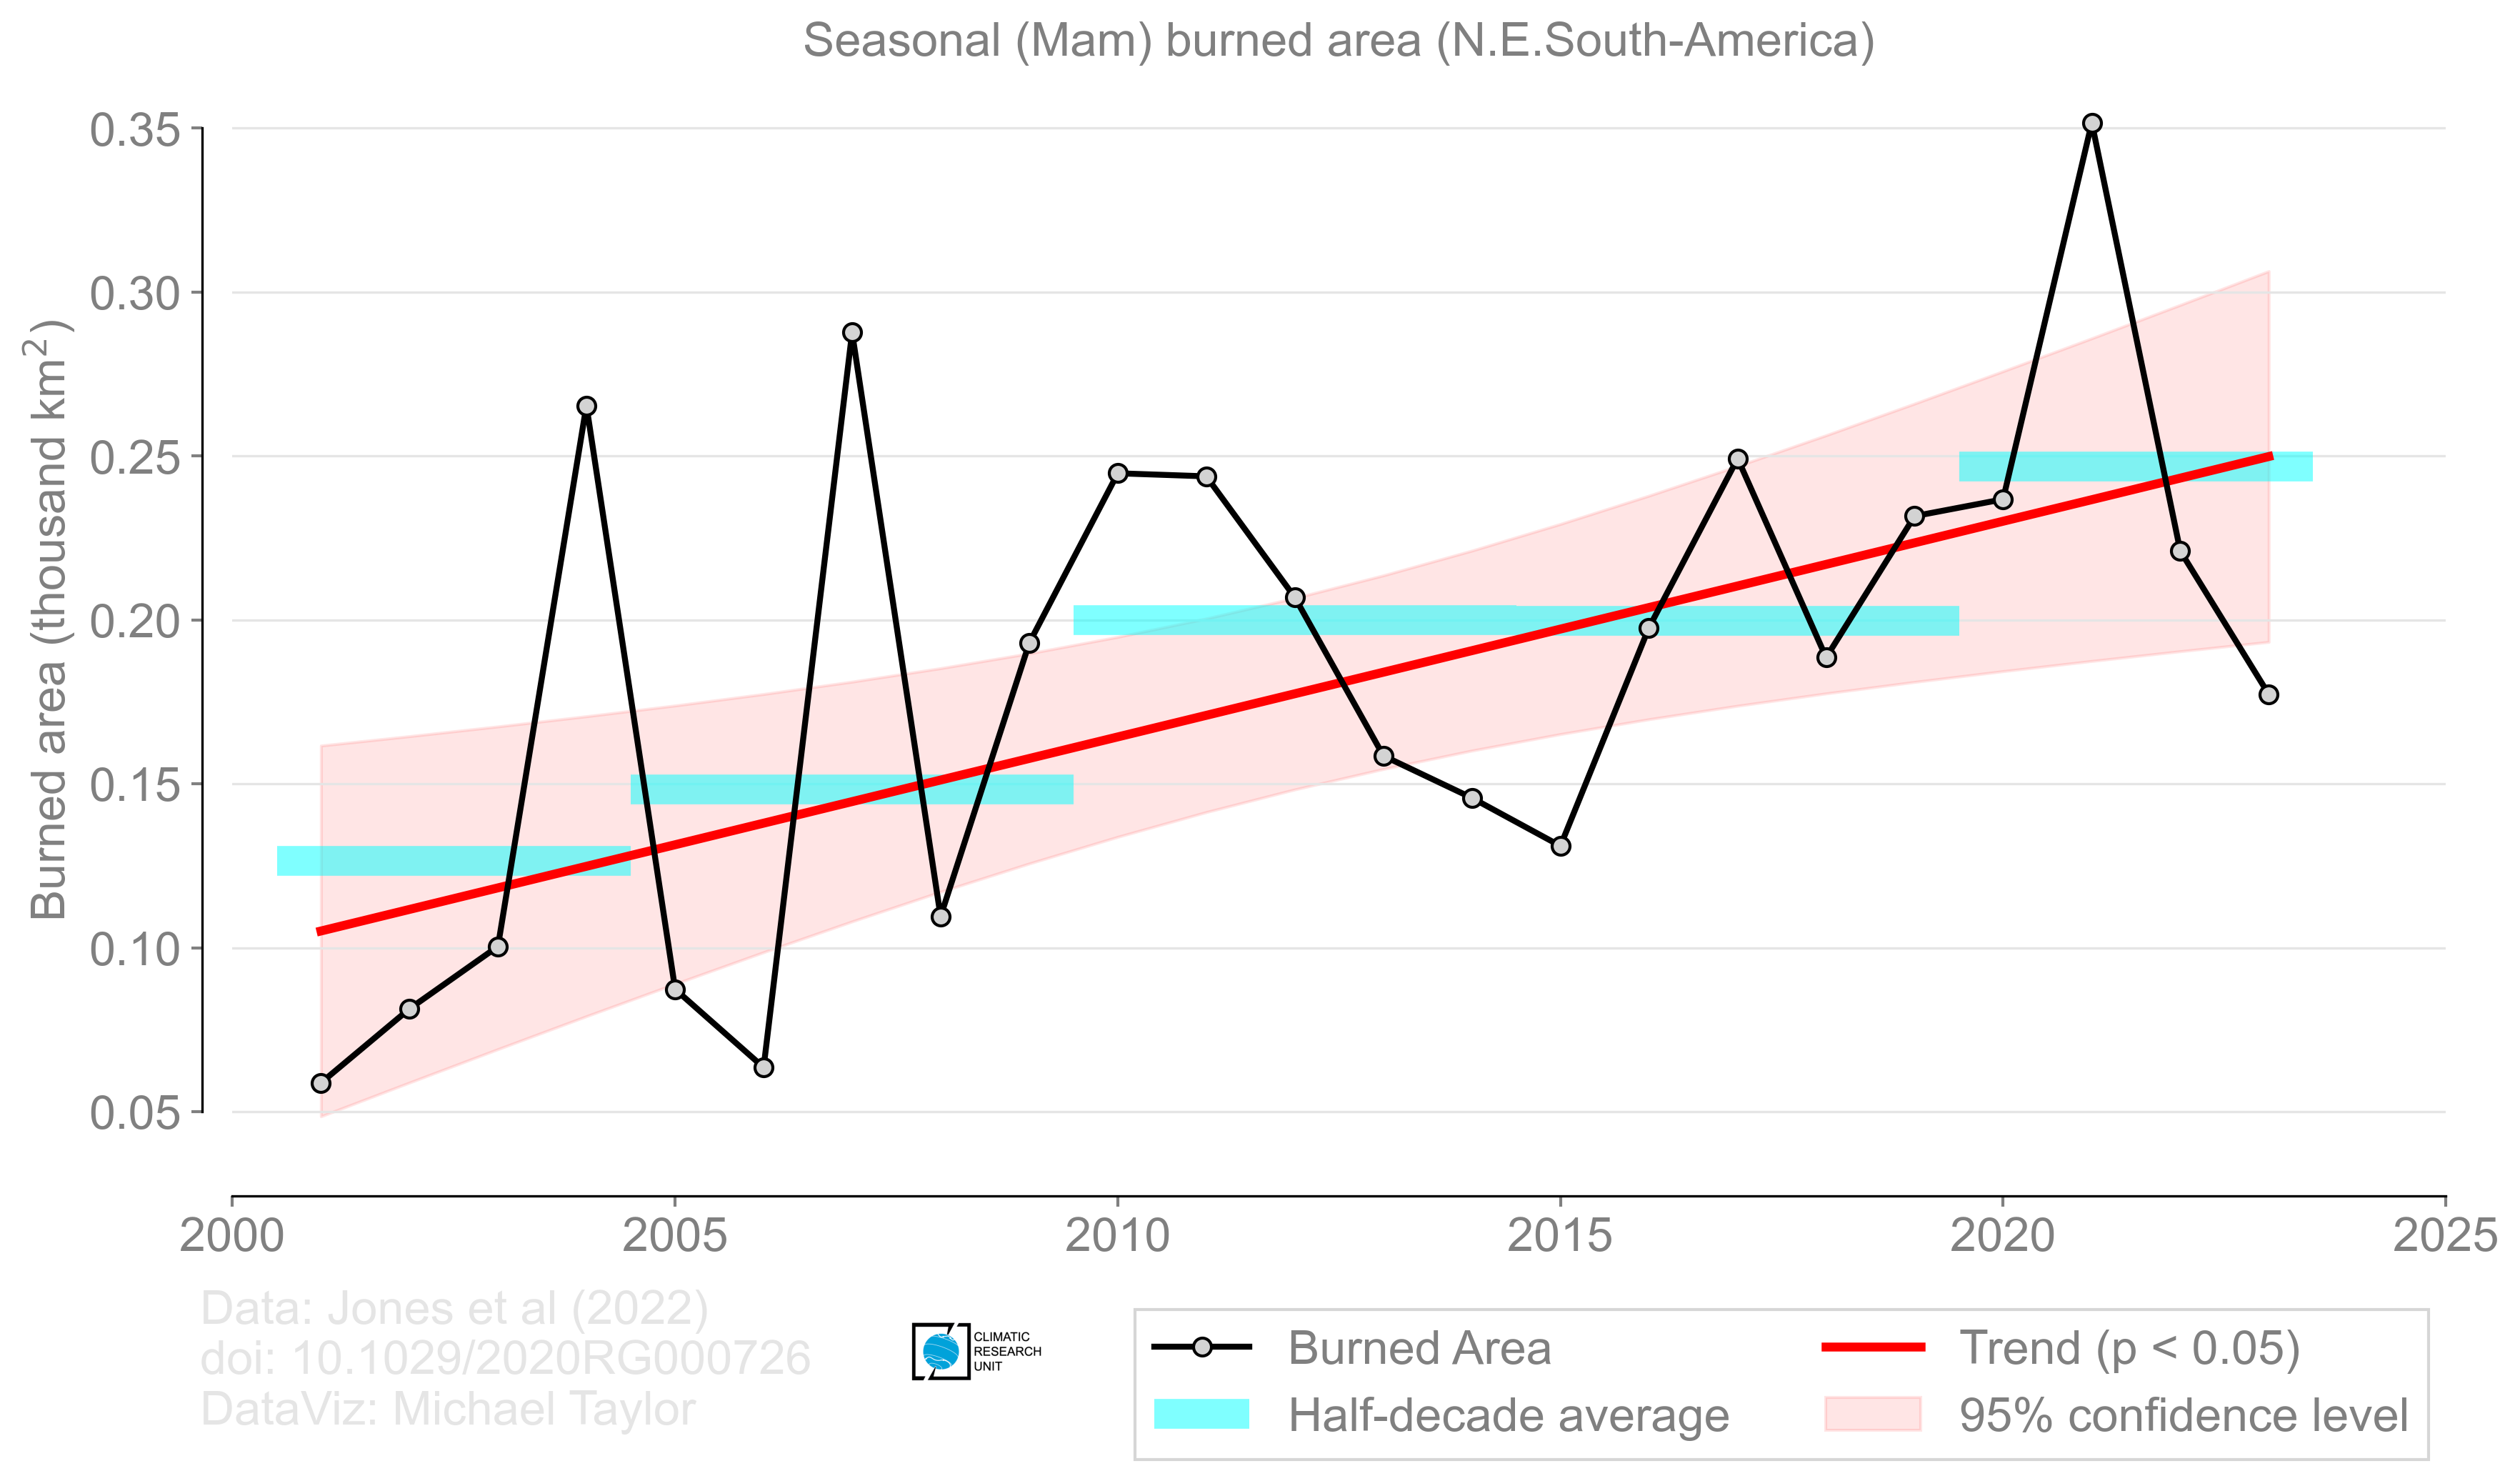 Seasonal (Mam) burned area (N.E.South-America)
Burned area (thousand km²)
0.35
0.30
0.25
0.20
0.15
0.10
0.05
2000 2005 2010 2015 2020 2025
Data: Jones et al (2022)
doi: 10.1029/2020RG000726
DataViz: Michael Taylor
CLIMATIC
RESEARCH
UNIT
Burned Area
Half-decade average
Trend (p < 0.05)
95% confidence level